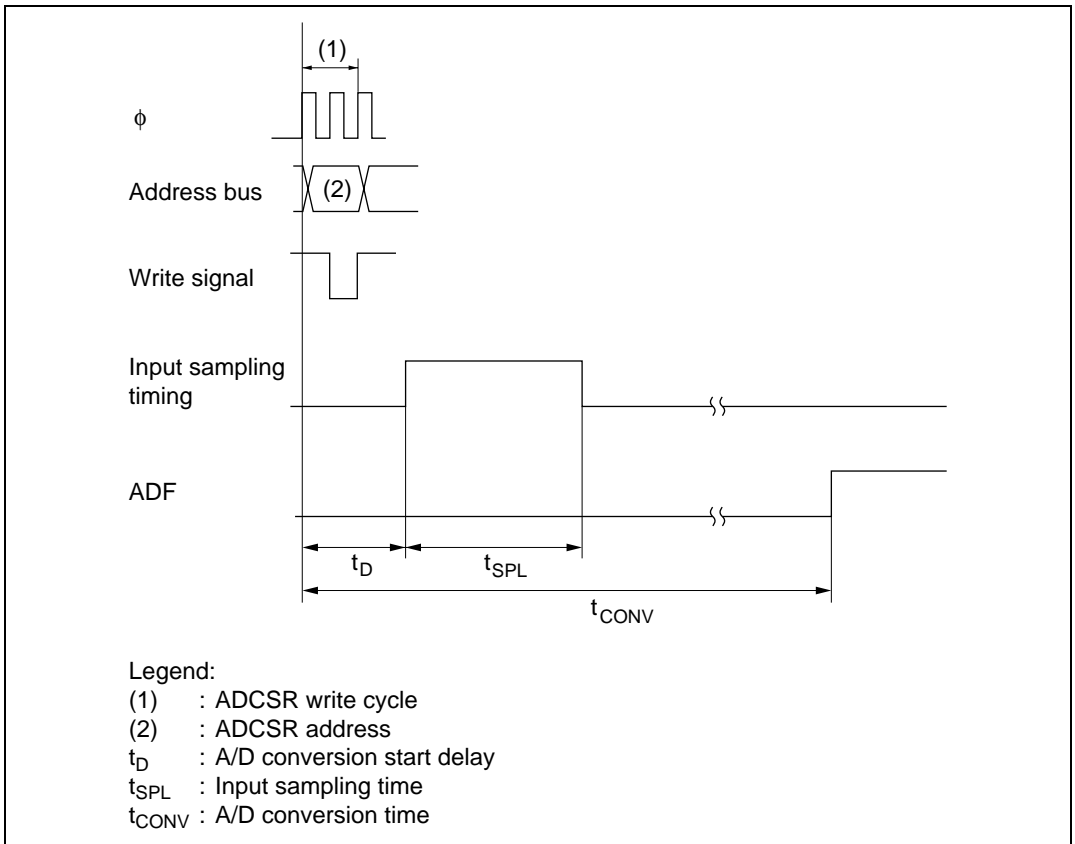 (1)
ϕ
Address bus
(2)
Write signal
Input sampling
timing
ADF
tD
tSPL
tCONV
Legend:
(1) : ADCSR write cycle
(2) : ADCSR address
tD : A/D conversion start delay
tSPL : Input sampling time
tCONV : A/D conversion time